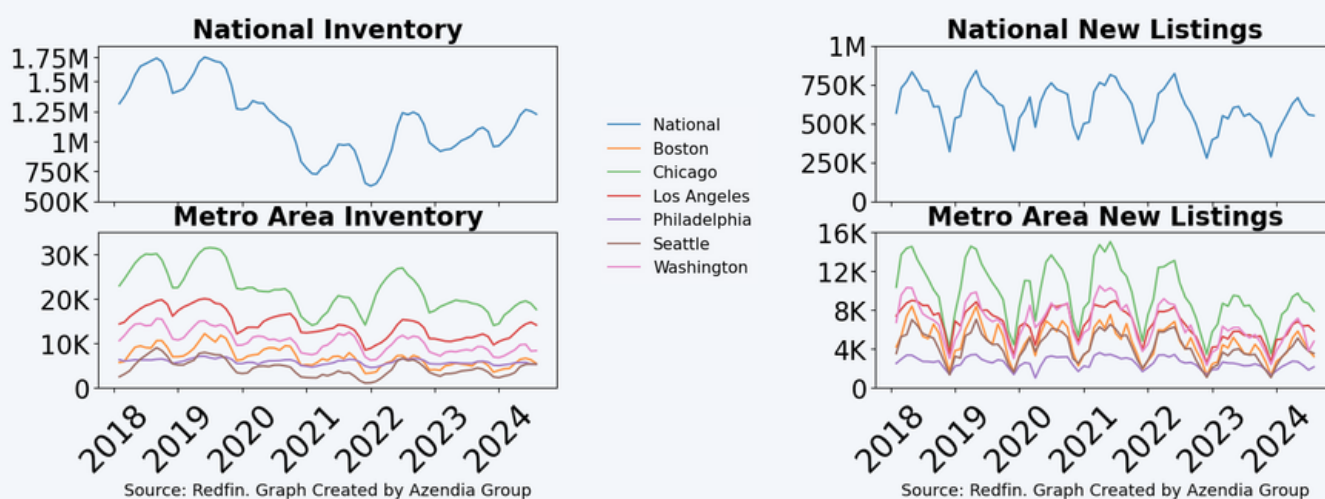 National Inventory
1.75M
1.5M
1.25M
1M
750K
500K
Metro Area Inventory
30K
20K
10K
0
2018
2019
2020
2021
2022
2023
2024
Source: Redfin. Graph Created by Azendia Group
National
Boston
Chicago
Los Angeles
Philadelphia
Seattle
Washington
National New Listings
1M
750K
500K
250K
0
Metro Area New Listings
16K
12K
8K
4K
0
2018
2019
2020
2021
2022
2023
2024
Source: Redfin. Graph Created by Azendia Group